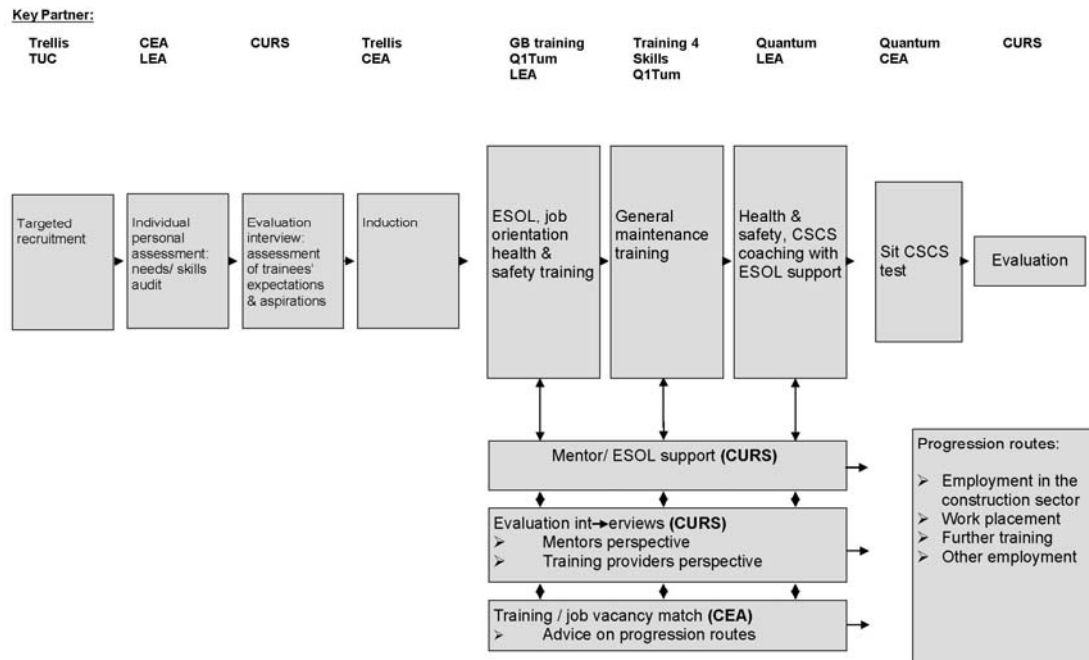 Key Partner:
Trellis
TUC
CEA
LEA
CURS
Trellis
CEA
GB training
Q1Tum
LEA
Training 4
Skills
Q1Tum
Quantum
LEA
Quantum
CEA
CURS
Targeted
recruitment
Individual
personal
assessment:
needs/ skills
audit
Evaluation
interview:
assessment
of trainees'
expectations
& aspirations
Induction
ESOL, job
orientation
health &
safety training
General
maintenance
training
Health &
safety, CSCS
coaching with
ESOL support
Sit CSCS
test
Evaluation
Mentor/ ESOL support (CURS)
Evaluation interviews (CURS)
➢ Mentors perspective
➢ Training providers perspective
Training / job vacancy match (CEA)
➢ Advice on progression routes
Progression routes:
➢ Employment in the
construction sector
➢ Work placement
➢ Further training
➢ Other employment